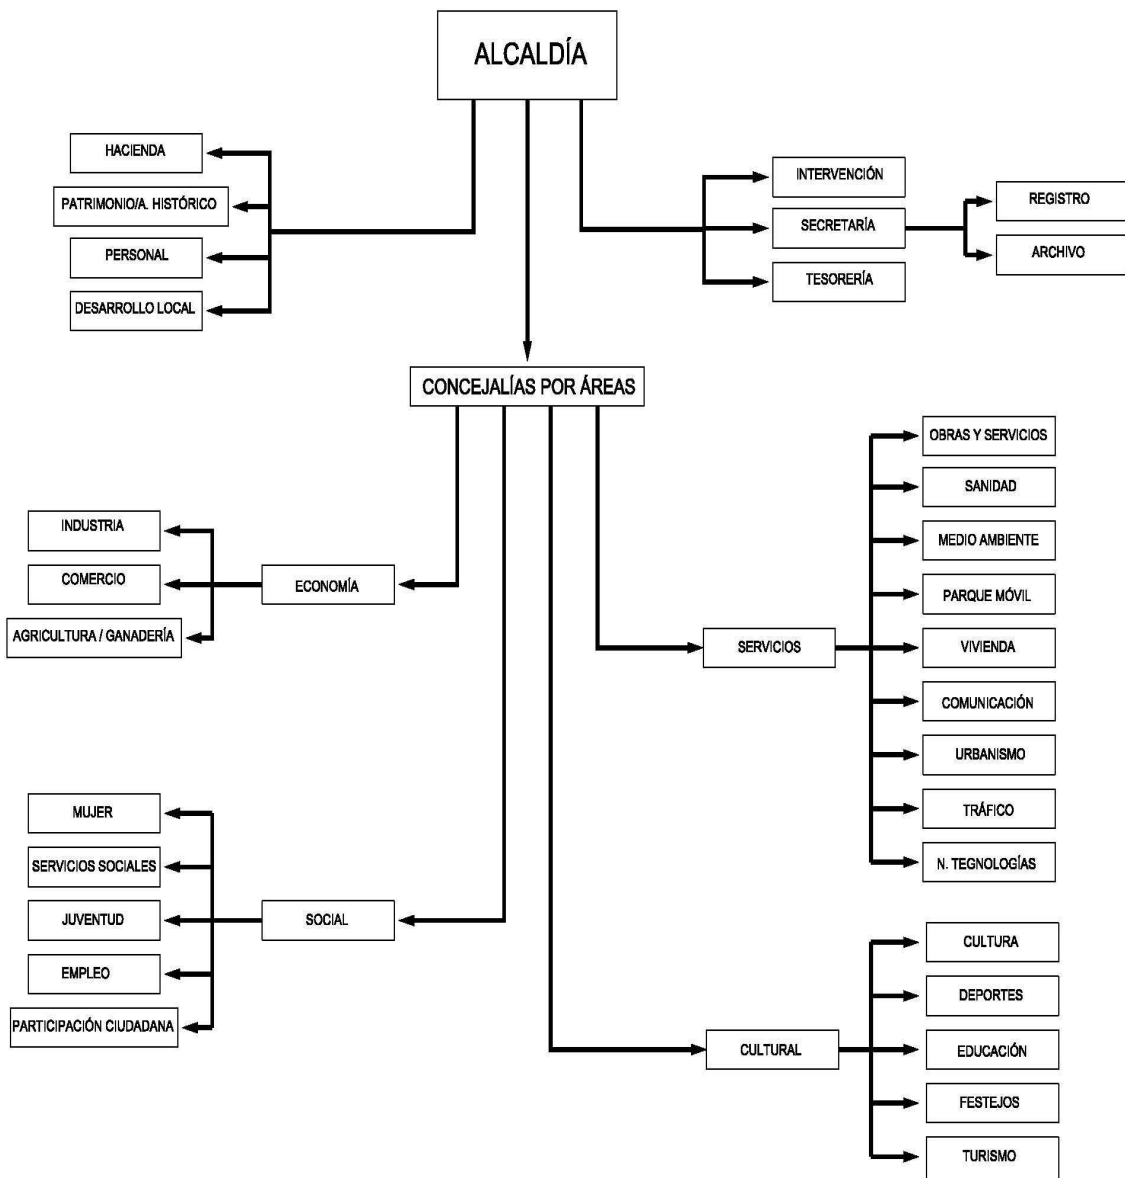 ALCALDÍA
HACIENDA
PATRIMONIO/A. HISTÓRICO
PERSONAL
DESARROLLO LOCAL
INTERVENCIÓN
SECRETARÍA
TESORERÍA
REGISTRO
ARCHIVO
CONCEJALÍAS POR ÁREAS
INDUSTRIA
COMERCIO
AGRICULTURA / GANADERÍA
ECONOMÍA
SERVICIOS
OBRAS Y SERVICIOS
SANIDAD
MEDIO AMBIENTE
PARQUE MÓVIL
VIVIENDA
COMUNICACIÓN
URBANISMO
TRÁFICO
N. TEGNOLOGÍAS
MUJER
SERVICIOS SOCIALES
JUVENTUD
EMPLEO
PARTICIPACIÓN CIUDADANA
SOCIAL
CULTURAL
CULTURA
DEPORTES
EDUCACIÓN
FESTEJOS
TURISMO